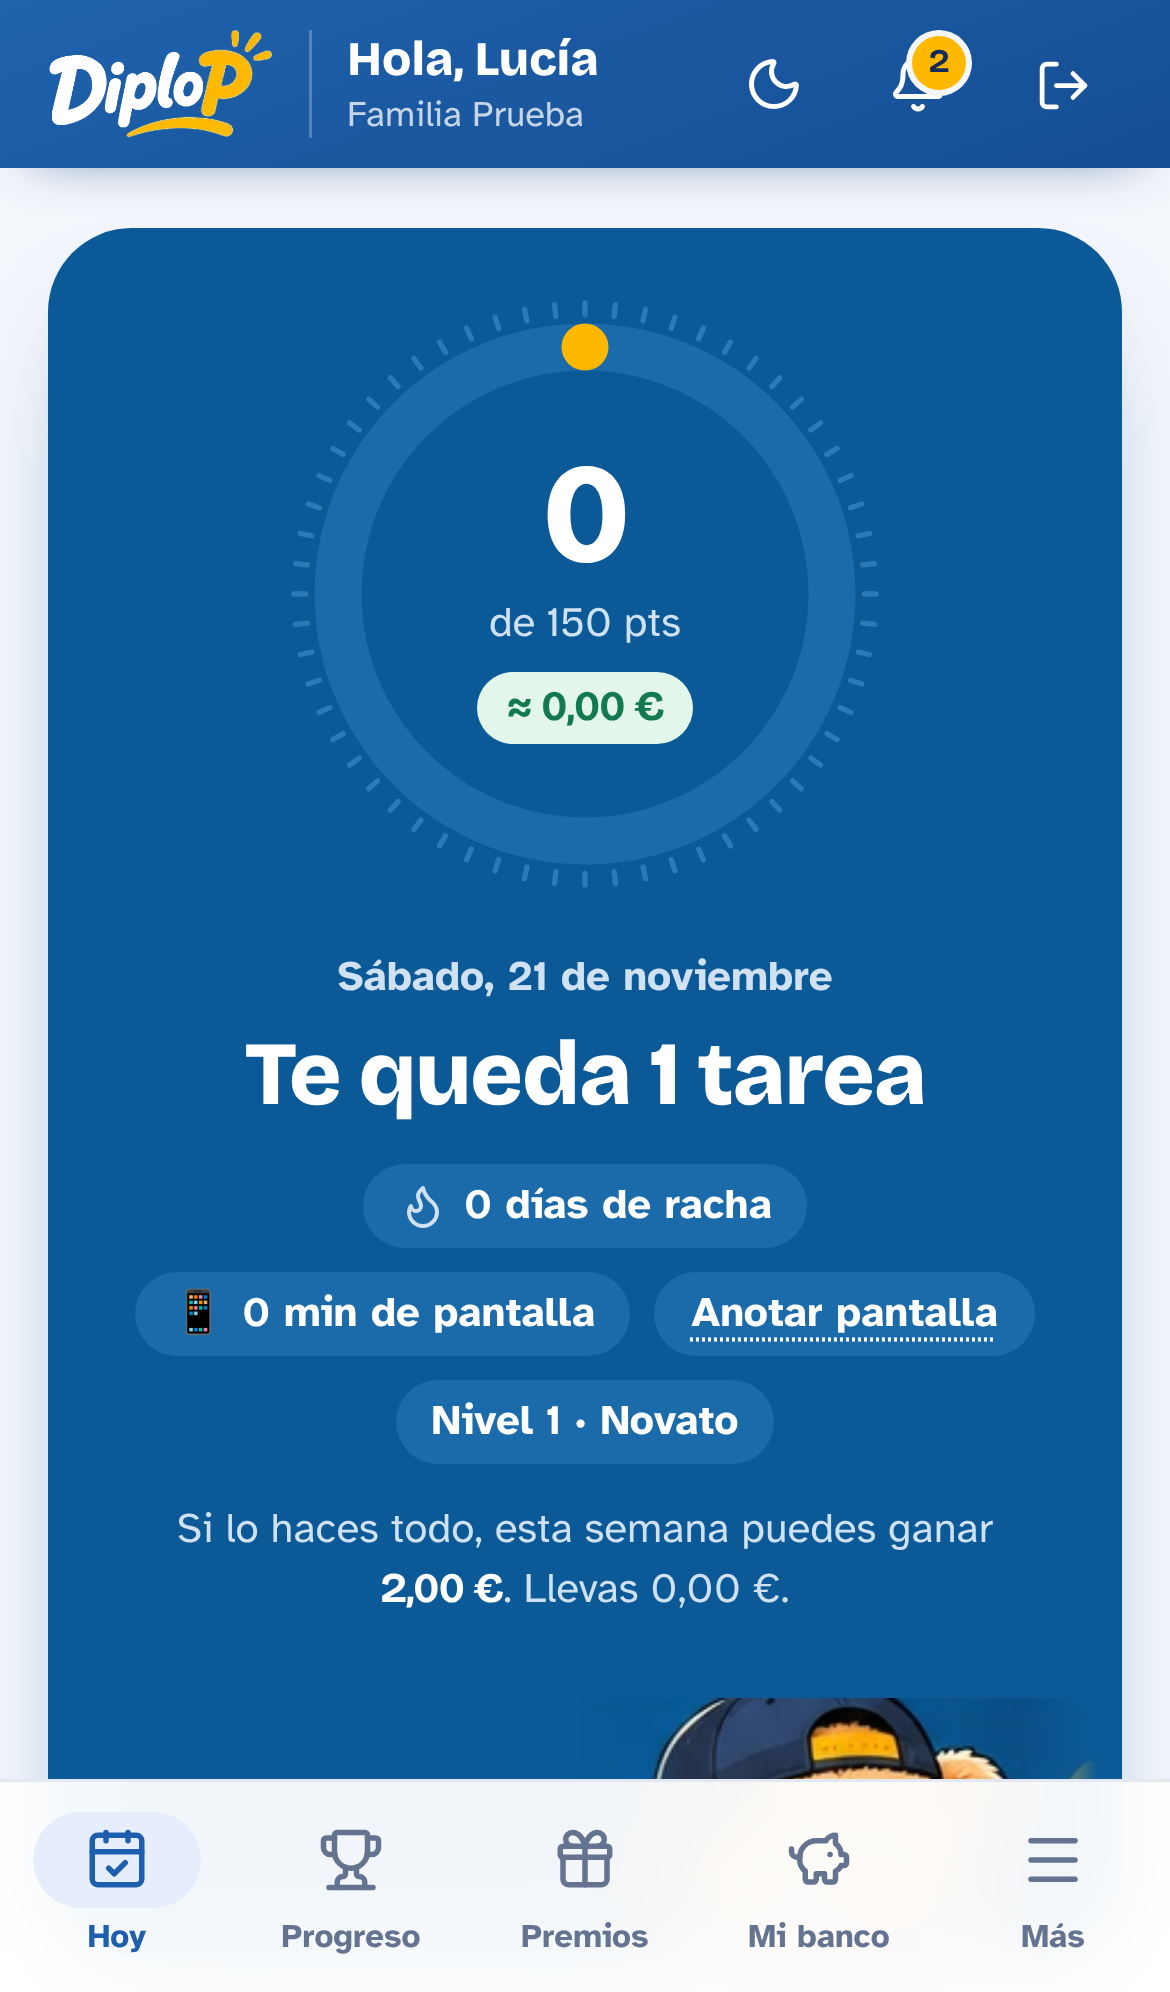 DiploP
Hola, Lucía
Familia Prueba
2
0
de 150 pts
≈ 0,00 €
Sábado, 21 de noviembre
Te queda 1 tarea
0 días de racha
0 min de pantalla
Anotar pantalla
Nivel 1 · Novato
Si lo haces todo, esta semana puedes ganar
2,00 €. Llevas 0,00 €.
Hoy
Progreso
Premios
Mi banco
Más